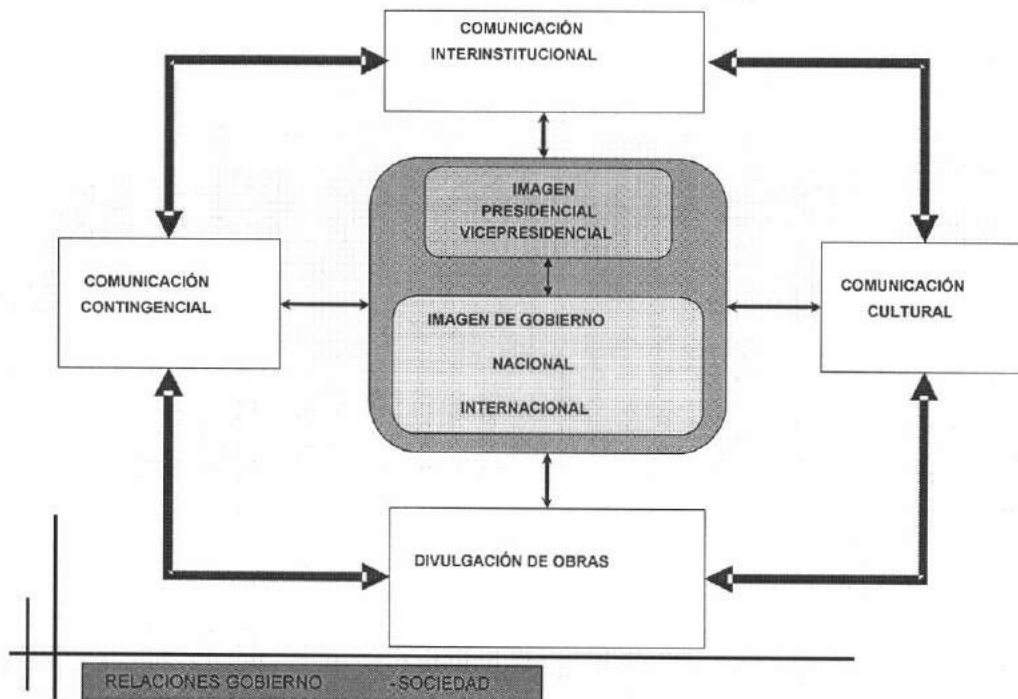 COMUNICACIÓN
INTERINSTITUCIONAL
IMAGEN
PRESIDENCIAL
VICEPRESIDENCIAL
COMUNICACIÓN
CONTINGENCIAL
IMAGEN DE GOBIERNO
NACIONAL
INTERNACIONAL
COMUNICACIÓN
CULTURAL
DIVULGACIÓN DE OBRAS
RELACIONES GOBIERNO -SOCIEDAD